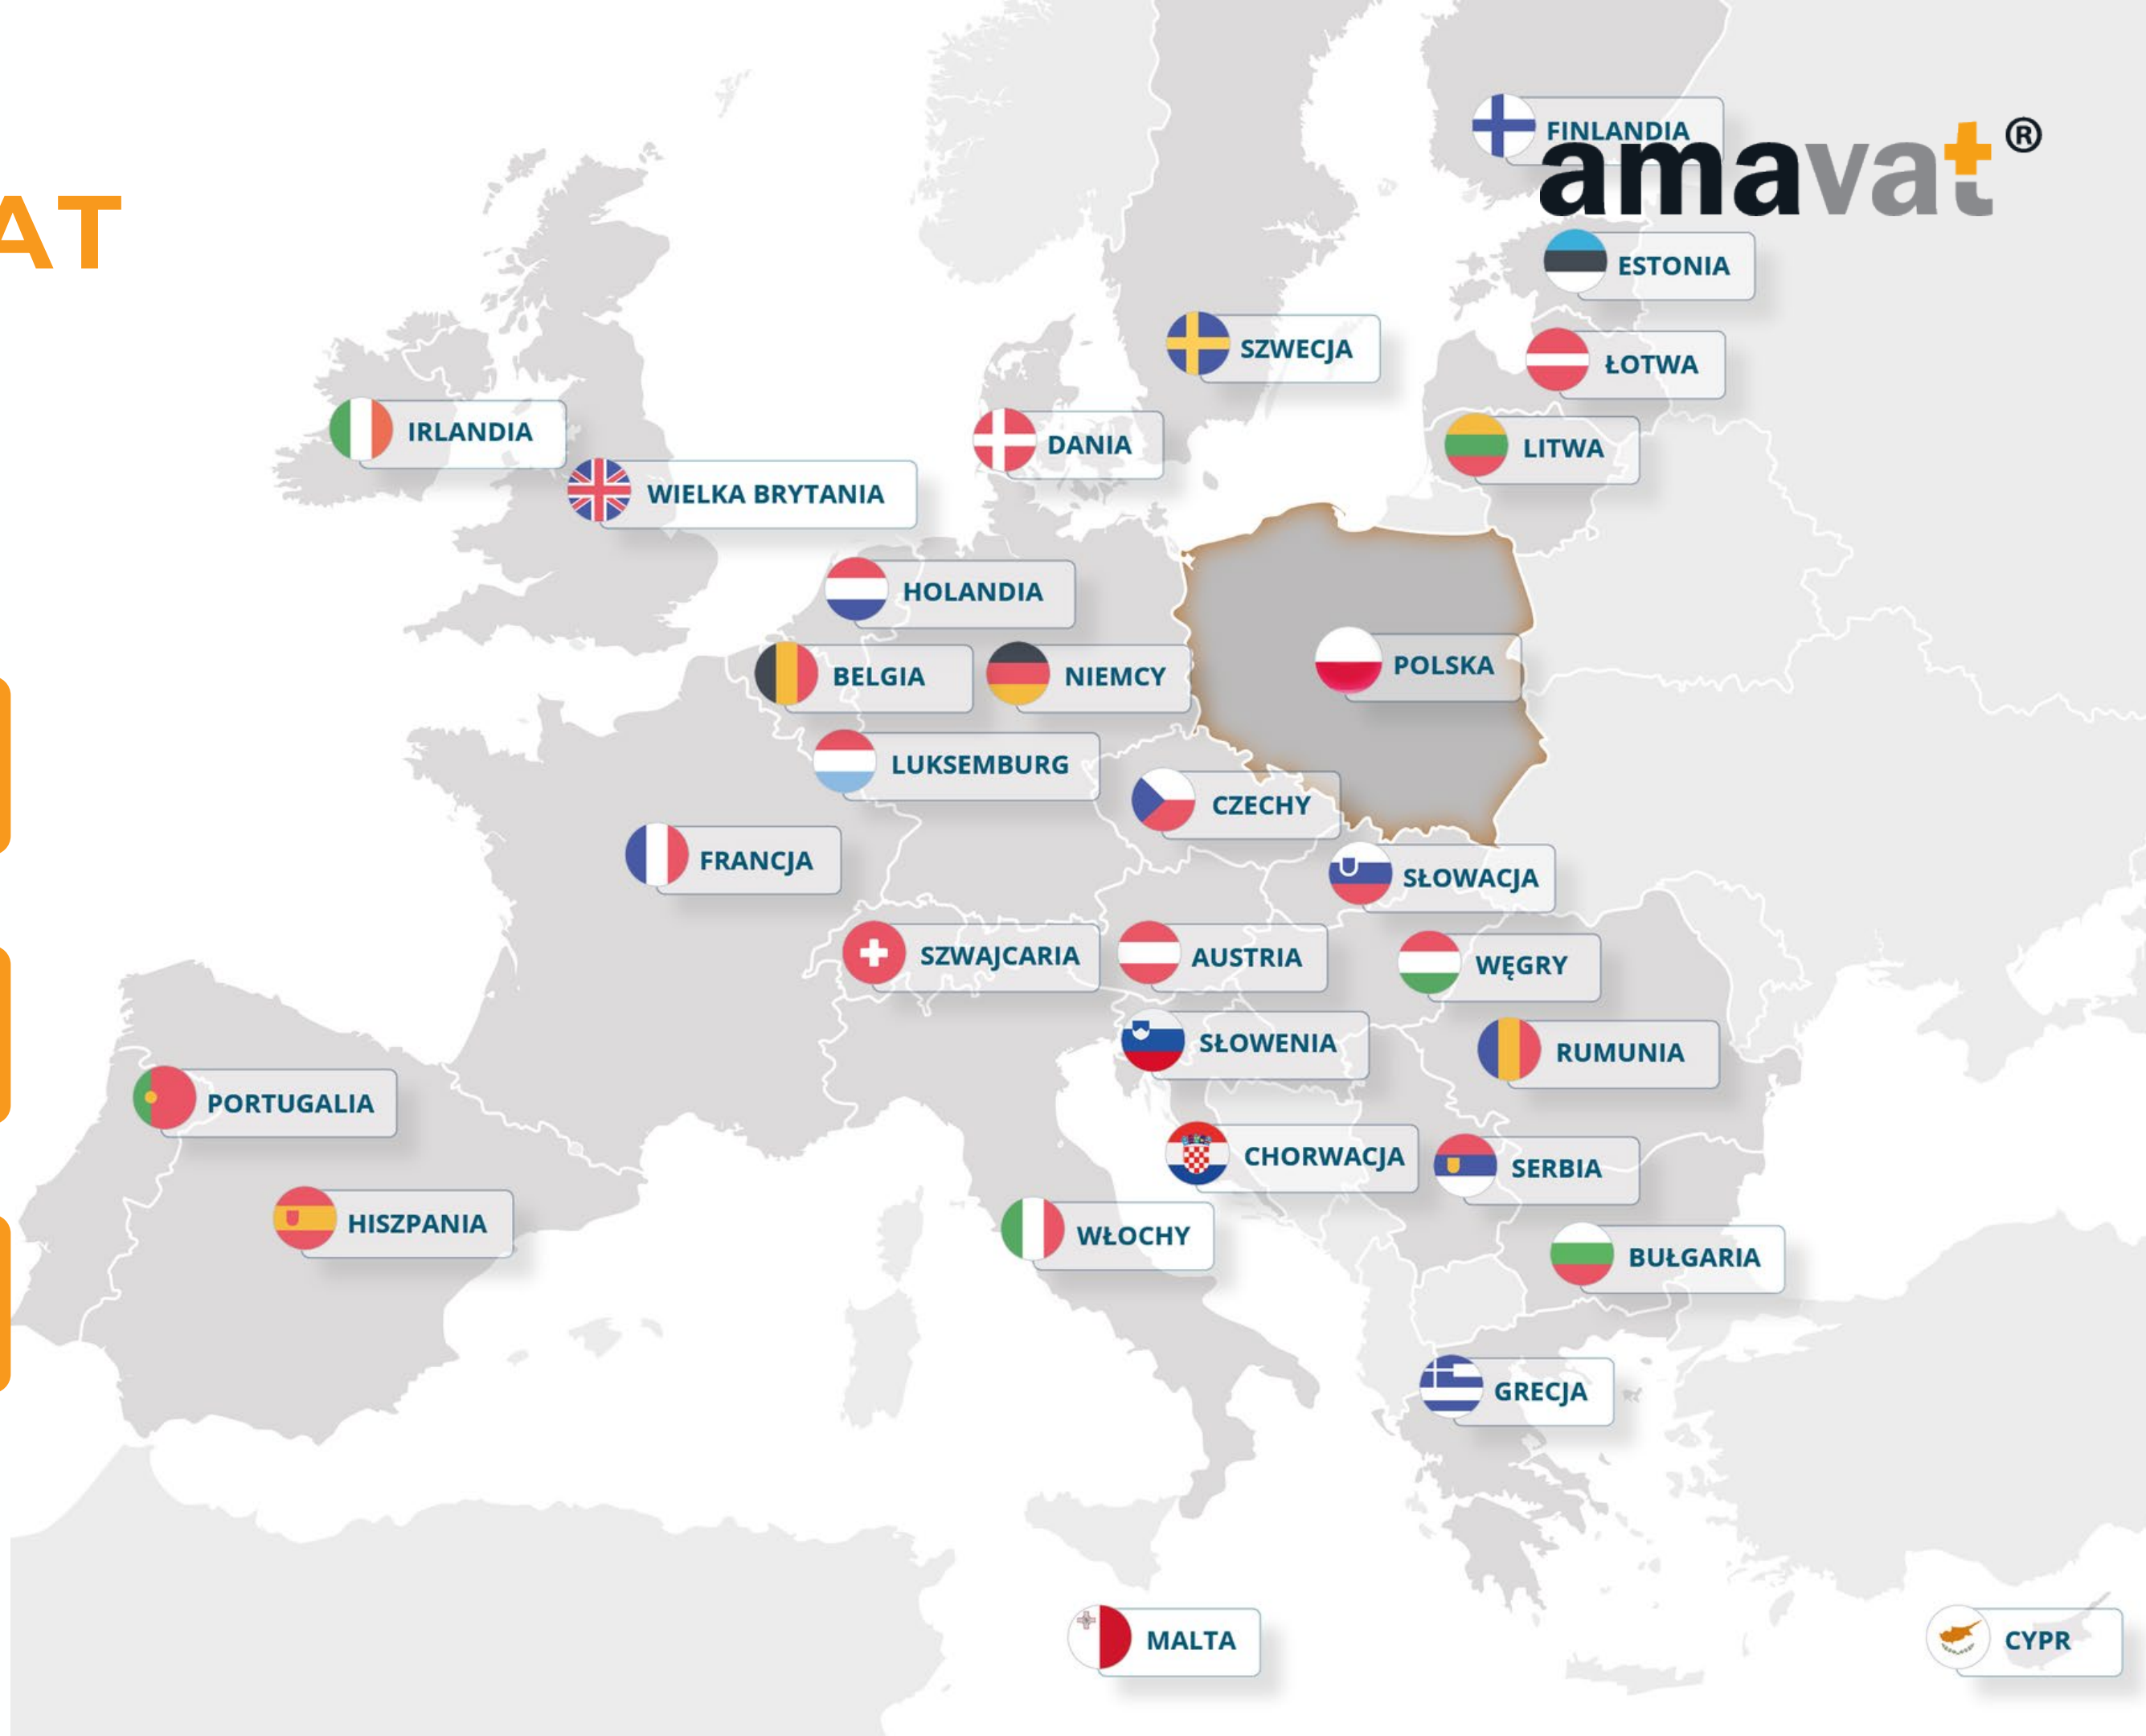 FINLANDIA
amavat®
AT
ESTONIA
SZWECJA
ŁOTWA
IRLANDIA
DANIA
LITWA
WIELKA BRYTANIA
HOLANDIA
BELGIA
NIEMCY
POLSKA
LUKSEMBURG
CZECHY
FRANCJA
SŁOWACJA
SZWAJCARIA
AUSTRIA
WĘGRY
SŁOWENIA
RUMUNIA
PORTUGALIA
CHORWACJA
SERBIA
HISZPANIA
WŁOCHY
BUŁGARIA
GRECJA
MALTA
CYPR